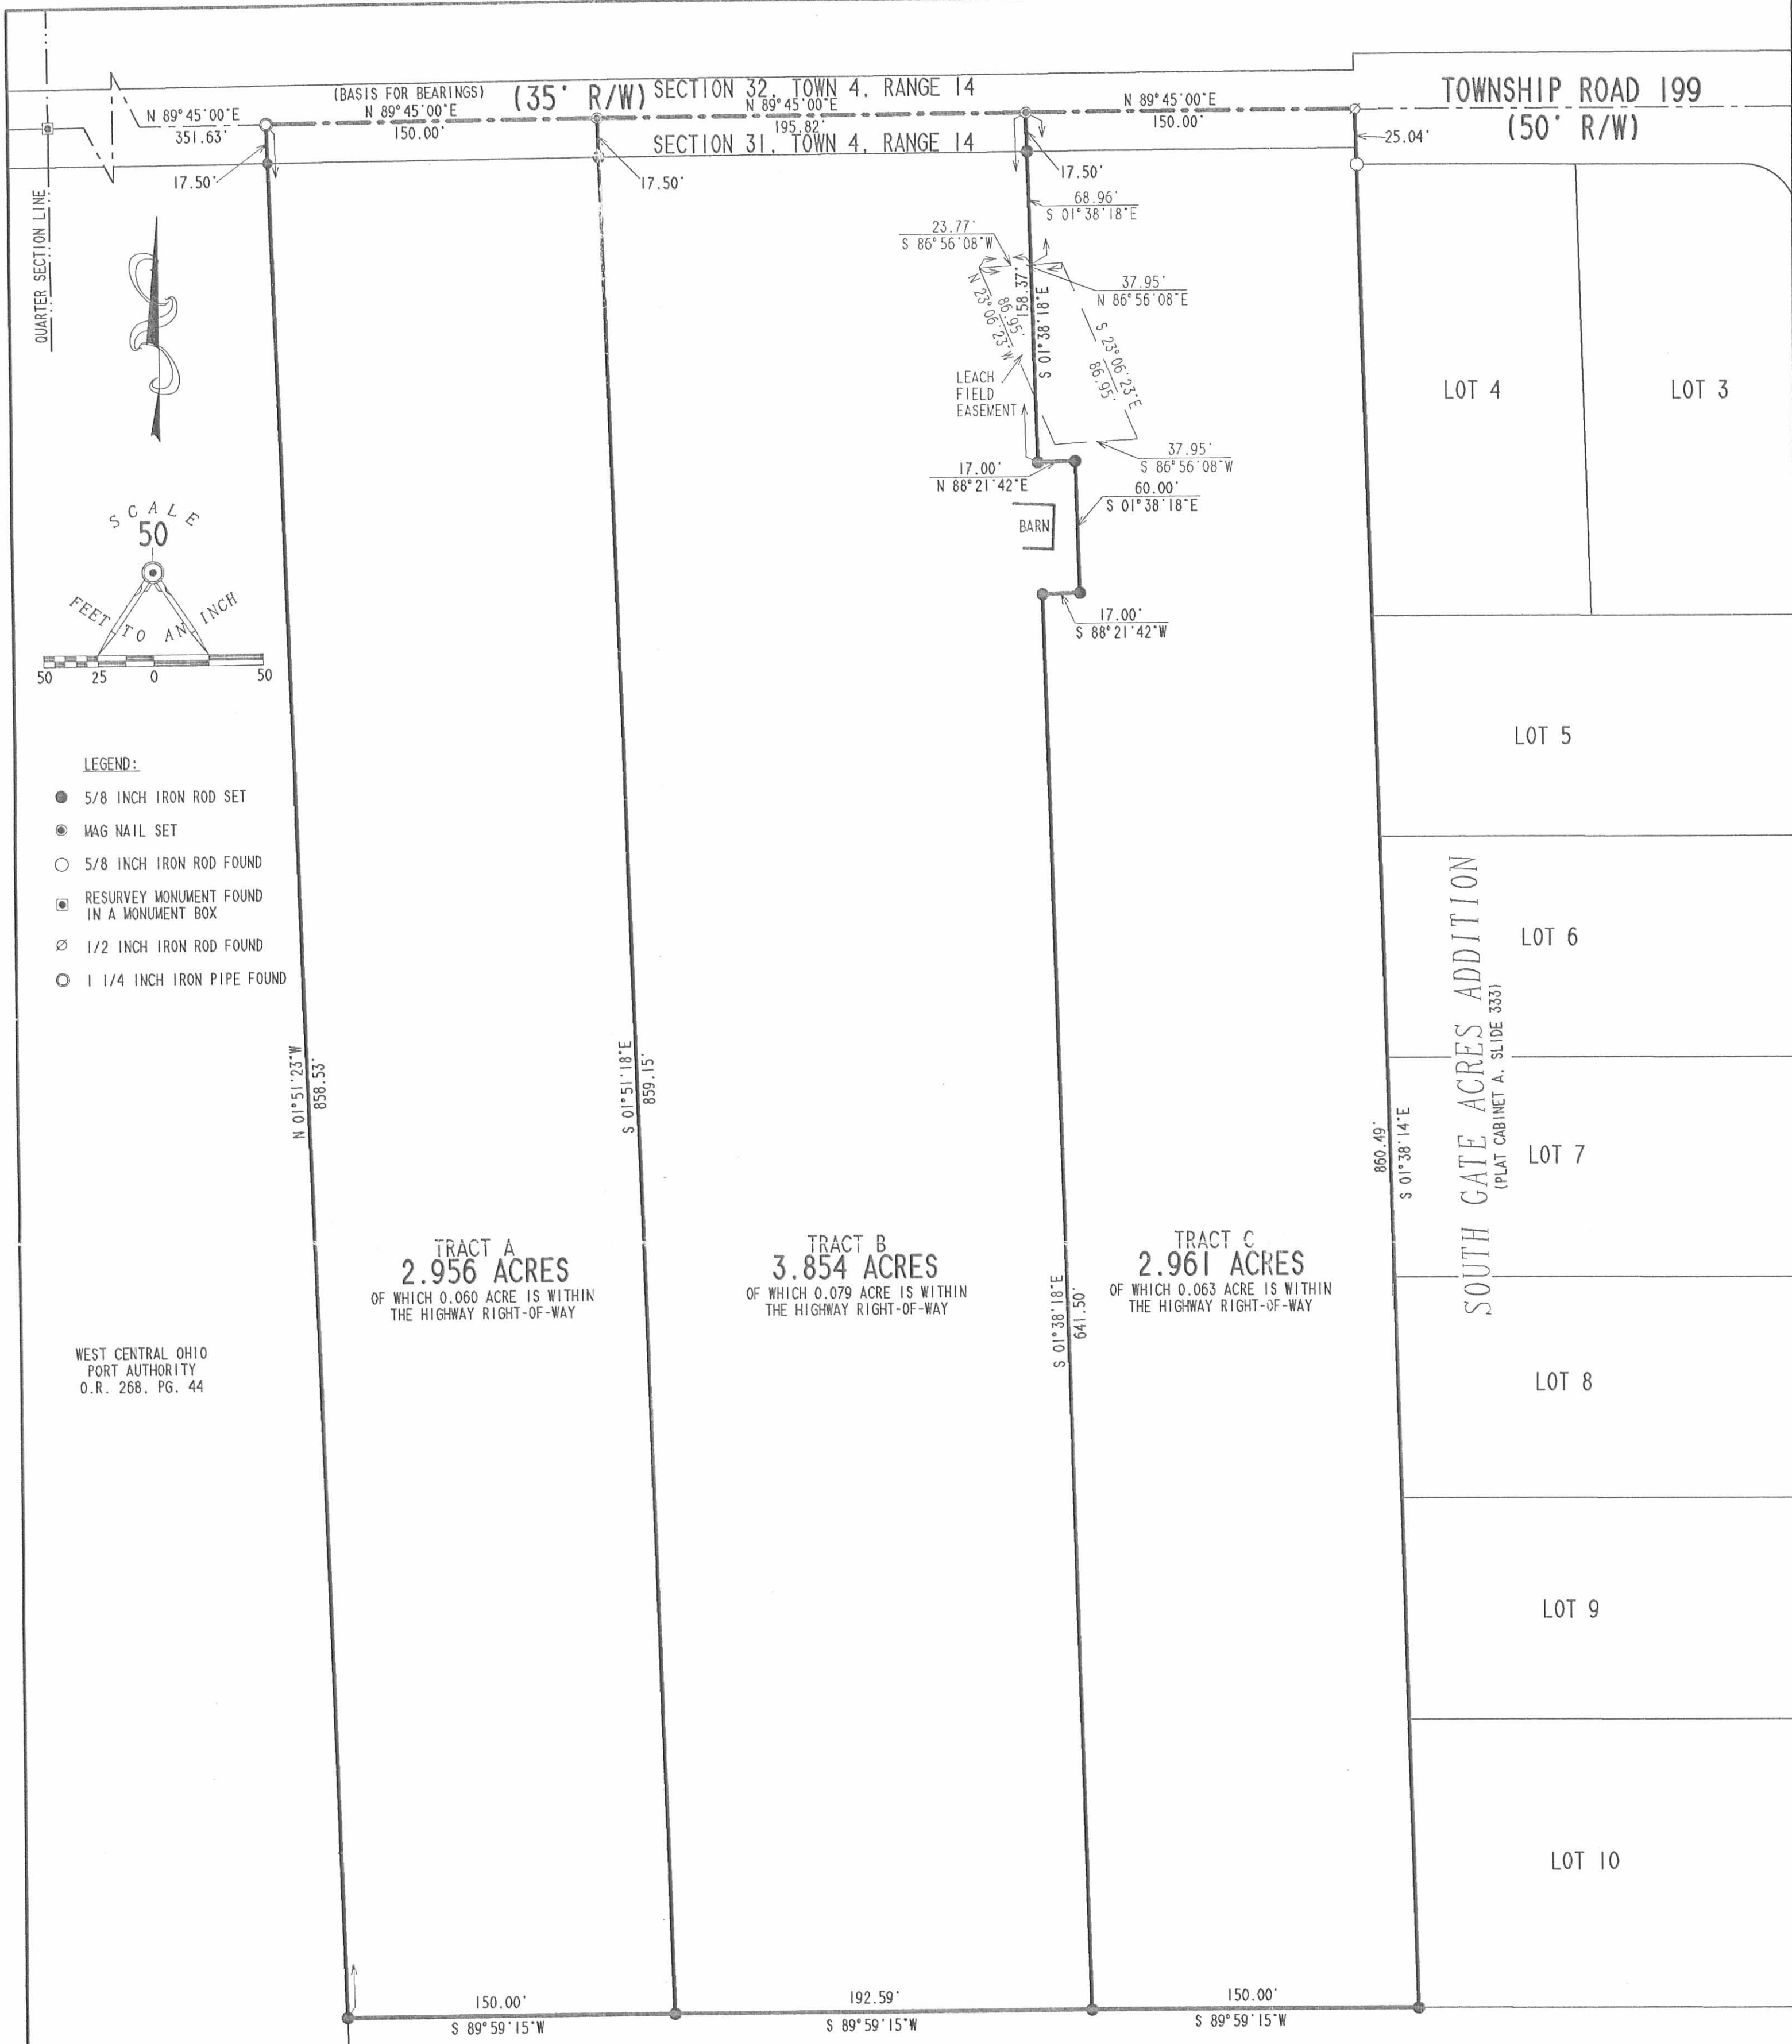 SECTION 32, TOWN 4, RANGE 14
(BASIS FOR BEARINGS)
(35' R/W)
TOWNSHIP ROAD 199
(50' R/W)
N 89°45'00"E
351.63'
N 89°45'00"E
150.00'
N 89°45'00"E
195.82'
N 89°45'00"E
150.00'
SECTION 31, TOWN 4, RANGE 14
25.04'
17.50'
17.50'
17.50'
QUARTER SECTION LINE
68.96'
S 01°38'18"E
23.77'
S 86°56'08"W
37.95'
N 86°56'08"E
N 23°06'23"W
86.95'
158.37'
S 01°38'18"E
S 23°06'23"E
86.95'
LEACH
FIELD
EASEMENT
37.95'
S 86°56'08"W
17.00'
N 88°21'42"E
60.00'
S 01°38'18"E
BARN
17.00'
S 88°21'42"W
LOT 4
LOT 3
SCALE
50
FEET TO AN INCH
50 25 0 50
LEGEND:
5/8 INCH IRON ROD SET
MAG NAIL SET
5/8 INCH IRON ROD FOUND
RESURVEY MONUMENT FOUND
IN A MONUMENT BOX
1/2 INCH IRON ROD FOUND
1 1/4 INCH IRON PIPE FOUND
LOT 5
LOT 6
LOT 7
LOT 8
LOT 9
LOT 10
SOUTH GATE ACRES ADDITION
(PLAT CABINET A, SLIDE 333)
N 01°51'23"W
858.53'
S 01°51'18"E
859.15'
S 01°38'18"E
641.50'
860.49'
S 01°38'14"E
TRACT A
2.956 ACRES
OF WHICH 0.060 ACRE IS WITHIN
THE HIGHWAY RIGHT-OF-WAY
TRACT B
3.854 ACRES
OF WHICH 0.079 ACRE IS WITHIN
THE HIGHWAY RIGHT-OF-WAY
TRACT C
2.961 ACRES
OF WHICH 0.063 ACRE IS WITHIN
THE HIGHWAY RIGHT-OF-WAY
WEST CENTRAL OHIO
PORT AUTHORITY
O.R. 268, PG. 44
150.00'
S 89°59'15"W
192.59'
S 89°59'15"W
150.00'
S 89°59'15"W